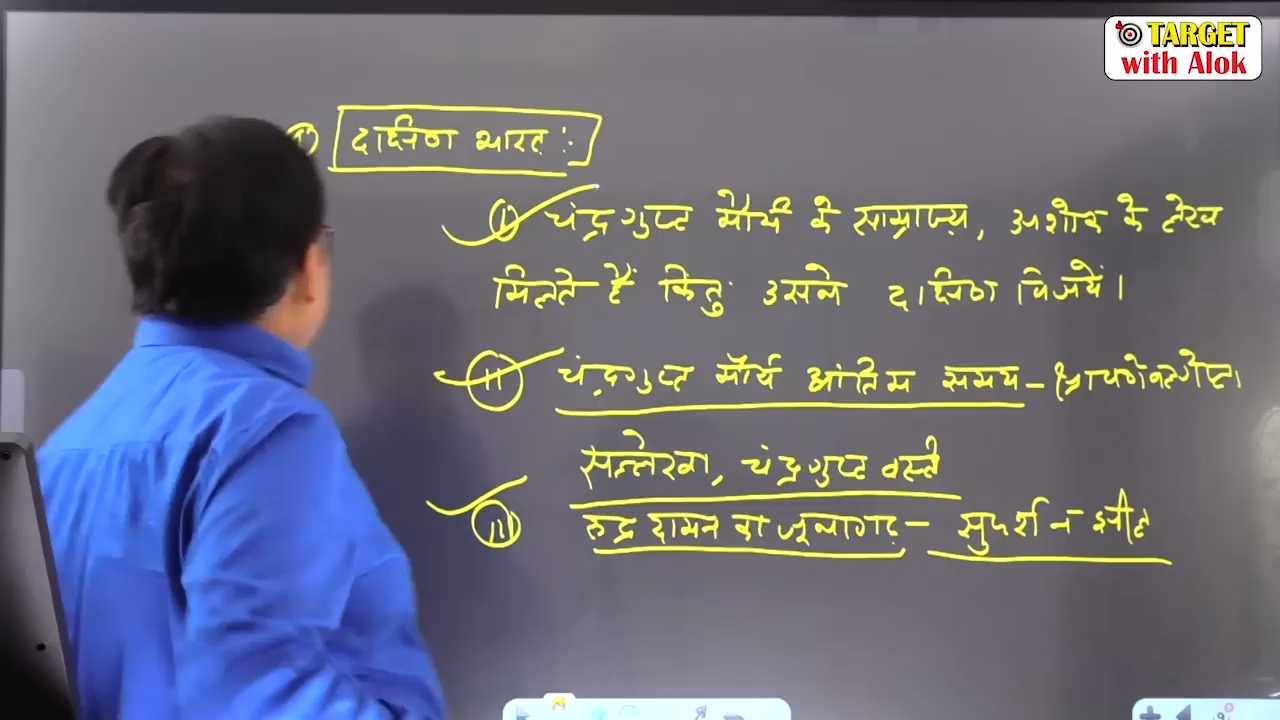 TARGET
with Alok
दक्षिण भारत :
(i) चंद्रगुप्त मौर्य के साम्राज्य, अशोक के लेख
मिलते हैं किंतु उसने दक्षिण विजयें।
(ii) चंद्रगुप्त मौर्य अंतिम समय - श्रवणबेलगोला
सल्लेखना, चंद्रगुप्त बस्ती
(iii) रुद्रदामन का जूनागढ़ - सुदर्शन झील